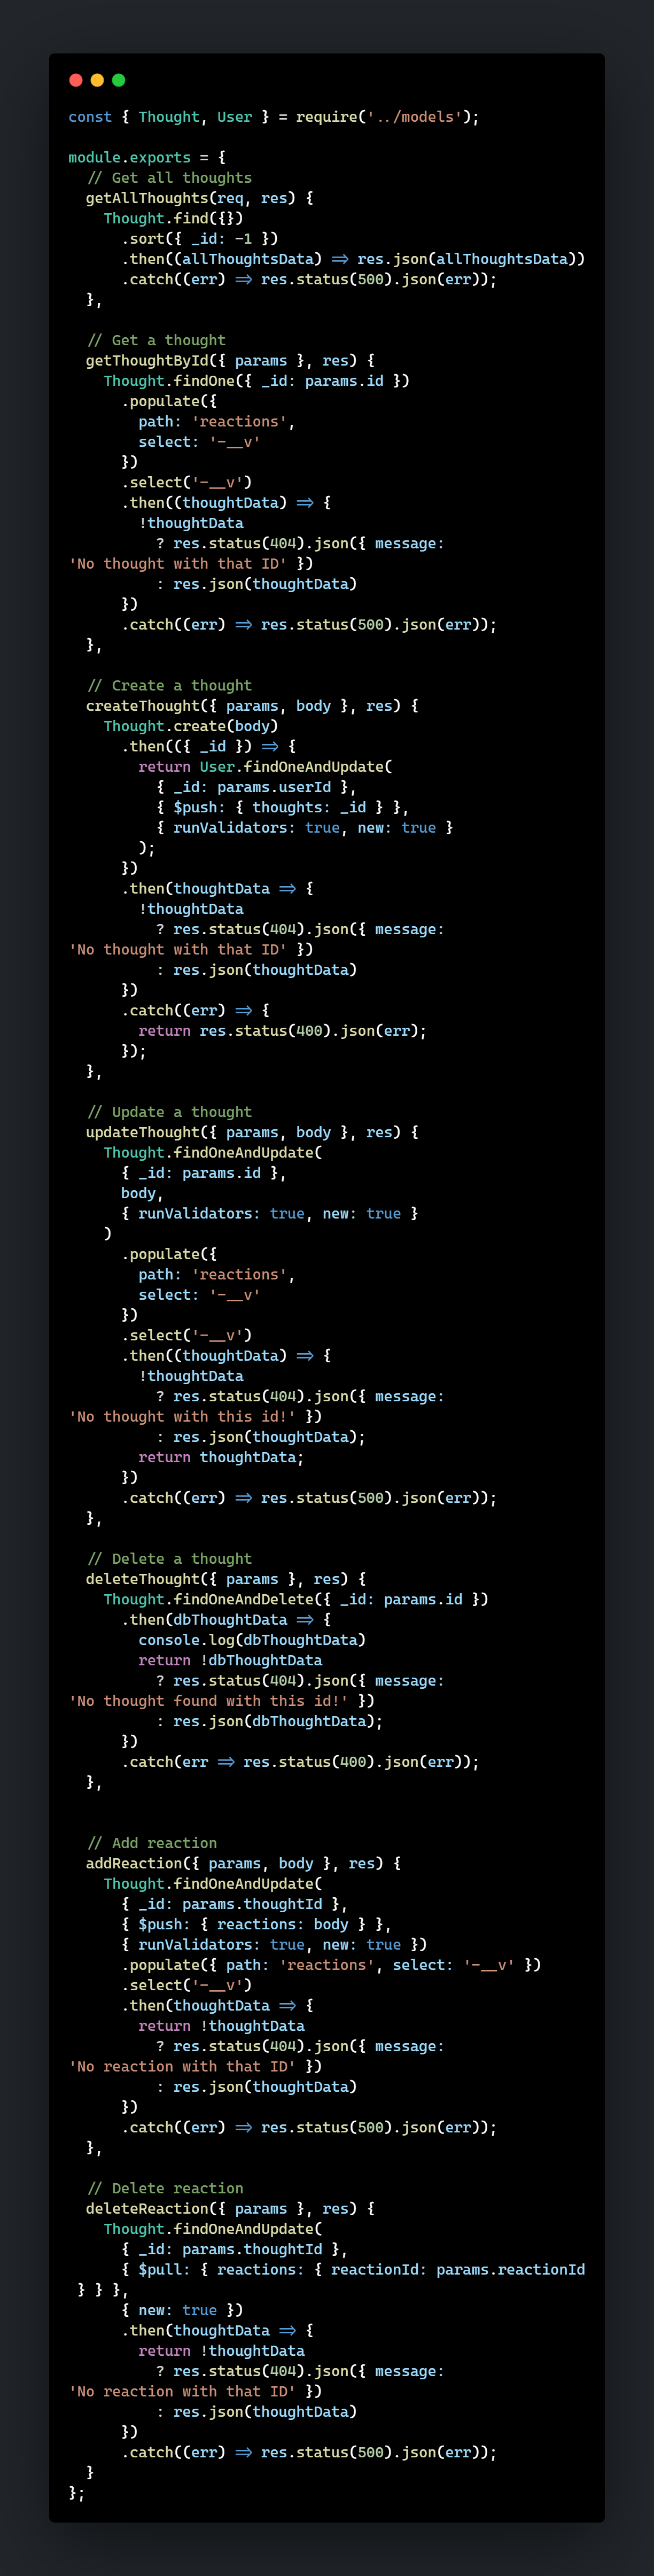 const { Thought, User } = require('../models');

module.exports = {
  // Get all thoughts
  getAllThoughts(req, res) {
    Thought.find({})
      .sort({ _id: -1 })
      .then((allThoughtsData) => res.json(allThoughtsData))
      .catch((err) => res.status(500).json(err));
  },

  // Get a thought
  getThoughtById({ params }, res) {
    Thought.findOne({ _id: params.id })
      .populate({
        path: 'reactions',
        select: '-__v'
      })
      .select('-__v')
      .then((thoughtData) => {
        !thoughtData
          ? res.status(404).json({ message:
'No thought with that ID' })
          : res.json(thoughtData)
      })
      .catch((err) => res.status(500).json(err));
  },

  // Create a thought
  createThought({ params, body }, res) {
    Thought.create(body)
      .then(({ _id }) => {
        return User.findOneAndUpdate(
          { _id: params.userId },
          { $push: { thoughts: _id } },
          { runValidators: true, new: true }
        );
      })
      .then(thoughtData => {
        !thoughtData
          ? res.status(404).json({ message:
'No thought with that ID' })
          : res.json(thoughtData)
      })
      .catch((err) => {
        return res.status(400).json(err);
      });
  },

  // Update a thought
  updateThought({ params, body }, res) {
    Thought.findOneAndUpdate(
      { _id: params.id },
      body,
      { runValidators: true, new: true }
    )
      .populate({
        path: 'reactions',
        select: '-__v'
      })
      .select('-__v')
      .then((thoughtData) => {
        !thoughtData
          ? res.status(404).json({ message:
'No thought with this id!' })
          : res.json(thoughtData);
        return thoughtData;
      })
      .catch((err) => res.status(500).json(err));
  },

  // Delete a thought
  deleteThought({ params }, res) {
    Thought.findOneAndDelete({ _id: params.id })
      .then(dbThoughtData => {
        console.log(dbThoughtData)
        return !dbThoughtData
          ? res.status(404).json({ message:
'No thought found with this id!' })
          : res.json(dbThoughtData);
      })
      .catch(err => res.status(400).json(err));
  },


  // Add reaction
  addReaction({ params, body }, res) {
    Thought.findOneAndUpdate(
      { _id: params.thoughtId },
      { $push: { reactions: body } },
      { runValidators: true, new: true })
      .populate({ path: 'reactions', select: '-__v' })
      .select('-__v')
      .then(thoughtData => {
        return !thoughtData
          ? res.status(404).json({ message:
'No reaction with that ID' })
          : res.json(thoughtData)
      })
      .catch((err) => res.status(500).json(err));
  },

  // Delete reaction
  deleteReaction({ params }, res) {
    Thought.findOneAndUpdate(
      { _id: params.thoughtId },
      { $pull: { reactions: { reactionId: params.reactionId
 } } },
      { new: true })
      .then(thoughtData => {
        return !thoughtData
          ? res.status(404).json({ message:
'No reaction with that ID' })
          : res.json(thoughtData)
      })
      .catch((err) => res.status(500).json(err));
  }
};